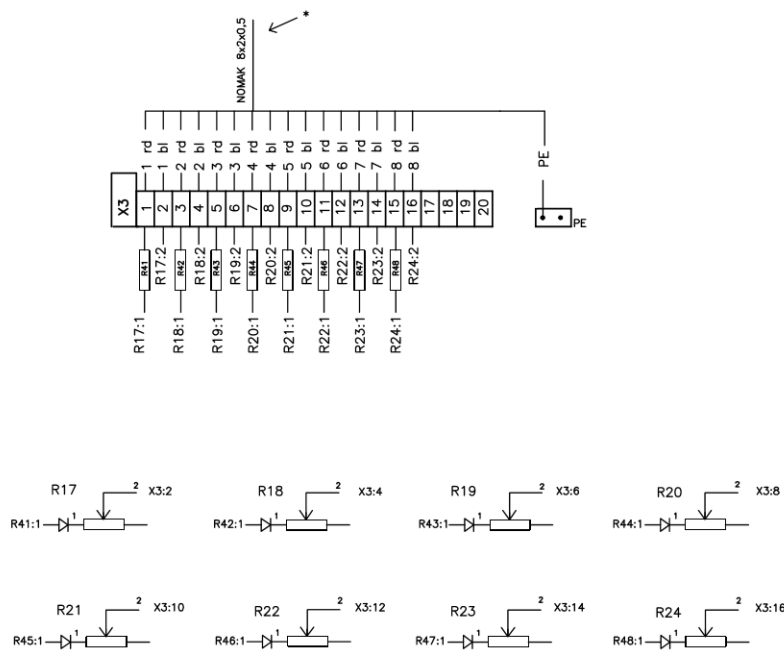 *
NOMAK 8x2x0,5
1 rd
1 bl
2 rd
2 bl
3 rd
3 bl
4 rd
4 bl
5 rd
5 bl
6 rd
6 bl
7 rd
7 bl
8 rd
8 bl
PE
X3
1 2 3 4 5 6 7 8 9 10 11 12 13 14 15 16 17 18 19 20
PE
R41
R17:2
R42
R18:2
R43
R19:2
R44
R20:2
R45
R21:2
R46
R22:2
R47
R23:2
R48
R24:2
R17:1
R18:1
R19:1
R20:1
R21:1
R22:1
R23:1
R24:1
R17 2 X3:2
R41:1 1
R18 2 X3:4
R42:1 1
R19 2 X3:6
R43:1 1
R20 2 X3:8
R44:1 1
R21 2 X3:10
R45:1 1
R22 2 X3:12
R46:1 1
R23 2 X3:14
R47:1 1
R24 2 X3:16
R48:1 1